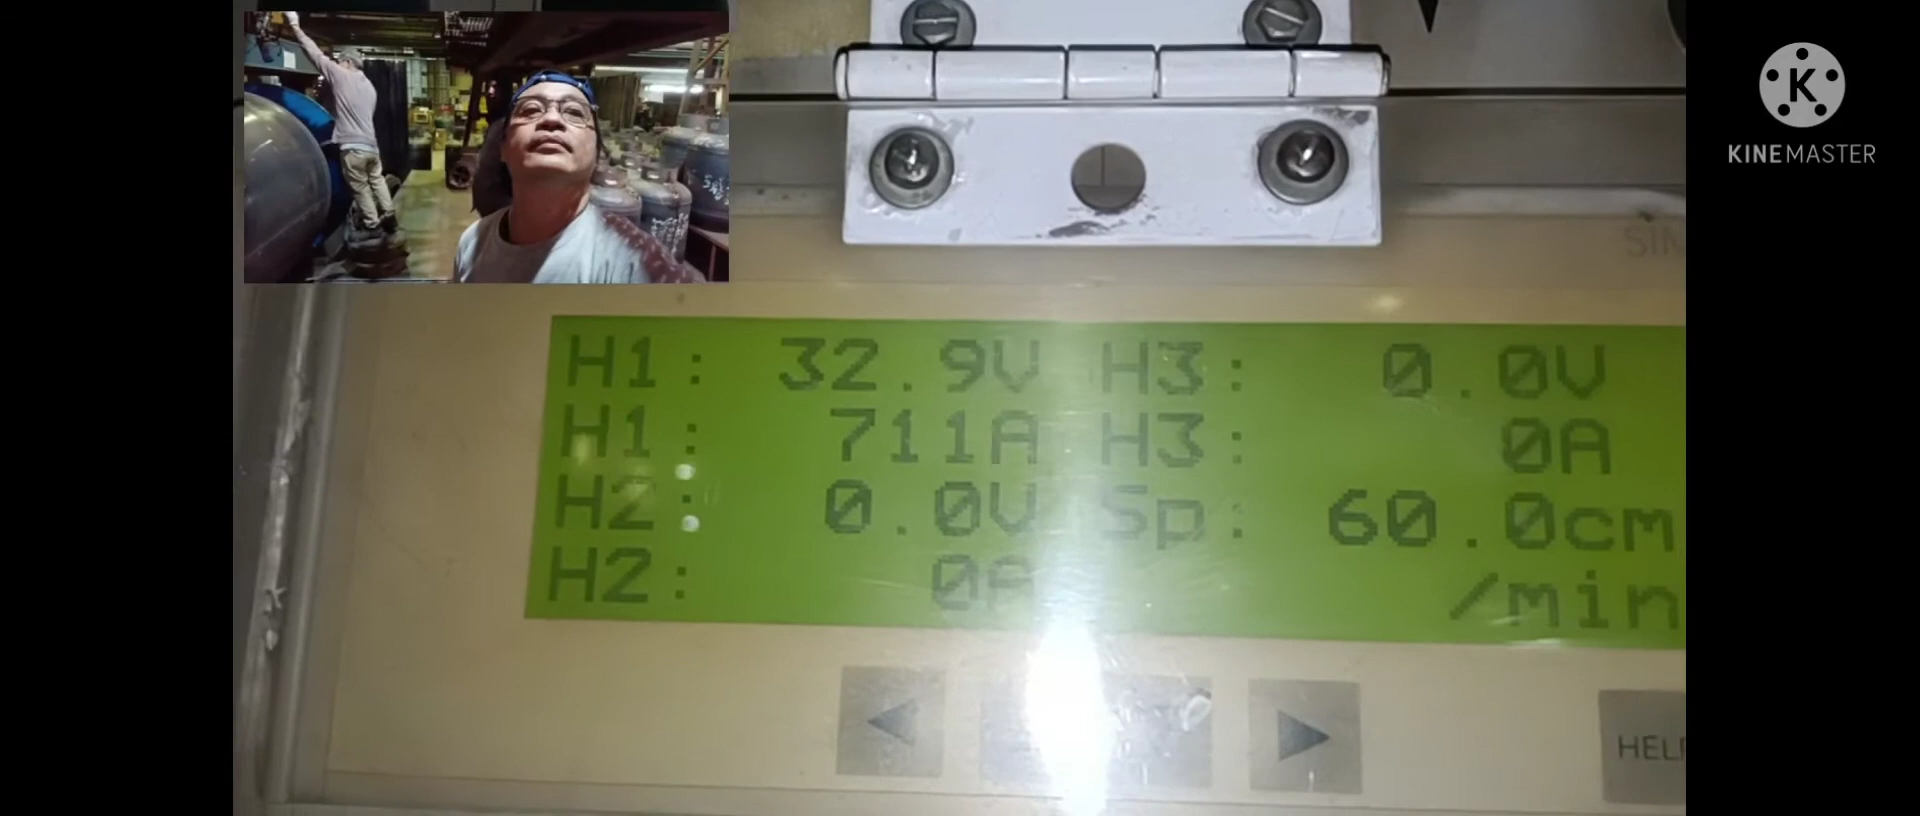 KINEMASTER
H1: 32.9V H3: 0.0V
H1: 711A H3: 0A
H2: 0.0V Sp: 60.0cm
H2: 0A /min